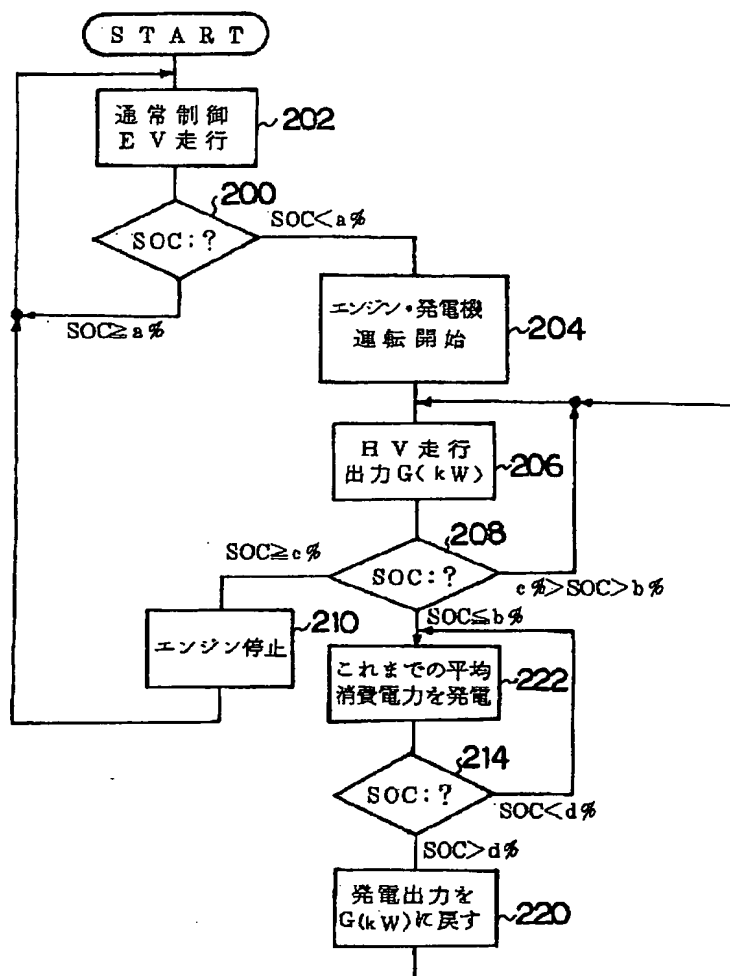 START
通常制御
EV走行
202
200
SOC:?
SOC<a%
SOC≧a%
エンジン・発電機
運転開始
204
HV走行
出力G(kW)
206
208
SOC:?
SOC≧c%
c%>SOC>b%
SOC≦b%
エンジン停止
210
これまでの平均
消費電力を発電
222
214
SOC:?
SOC<d%
SOC>d%
発電出力を
G(kW)に戻す
220